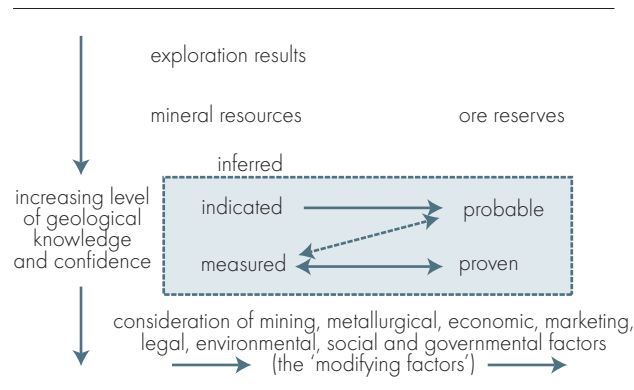 exploration results
mineral resources
ore reserves
inferred
increasing level
of geological
knowledge
and confidence
indicated
probable
measured
proven
consideration of mining, metallurgical, economic, marketing,
legal, environmental, social and governmental factors
(the ‘modifying factors’)